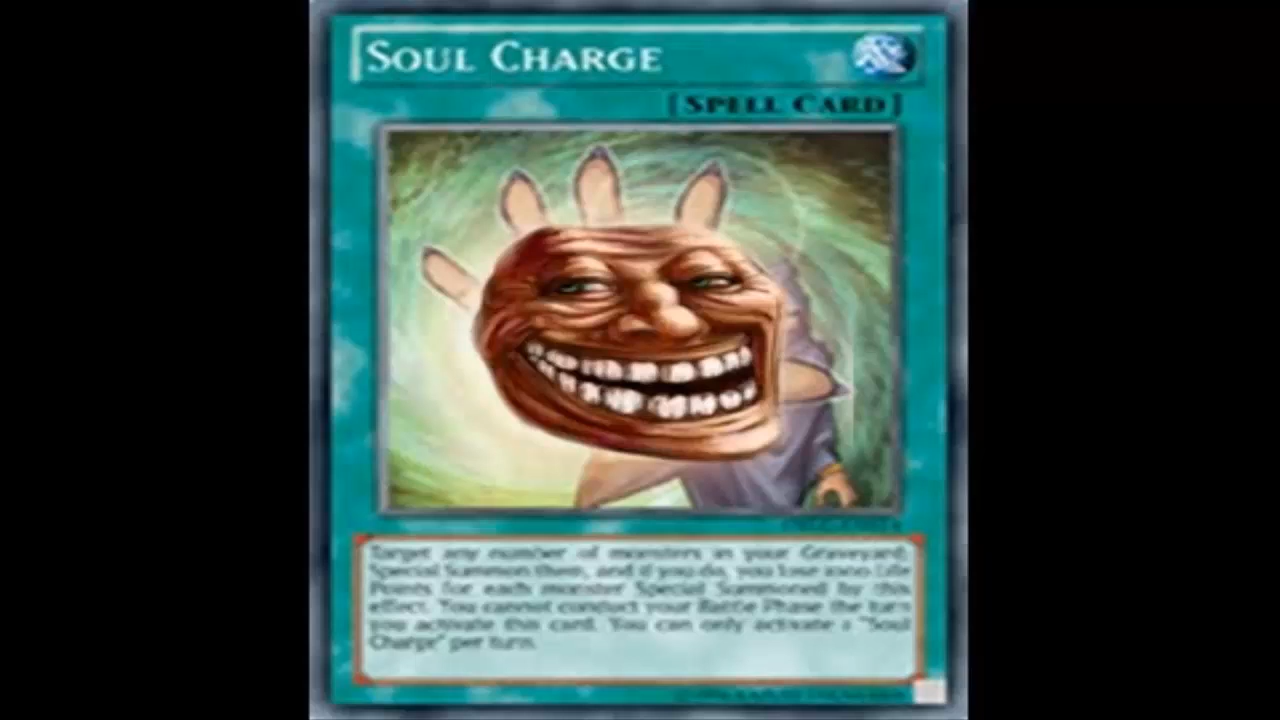 SOUL CHARGE
[SPELL CARD]
Target any number of monsters in your Graveyard;
Special Summon them, and if you do, you lose 1000 Life
Points for each monster Special Summoned by this
effect. You cannot conduct your Battle Phase the turn
you activate this card. You can only activate 1 "Soul
Charge" per turn.